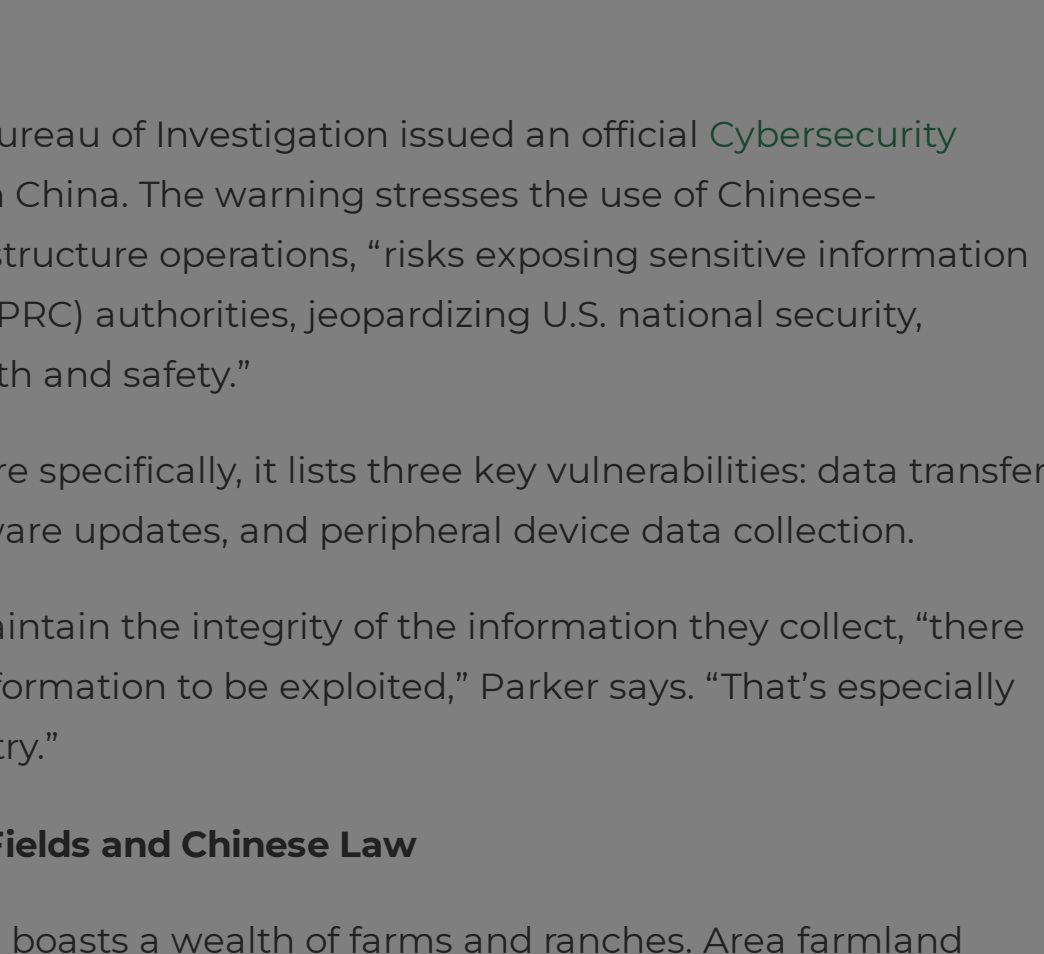 ureau of Investigation issued an official Cybersecurity
China. The warning stresses the use of Chinese-
structure operations, “risks exposing sensitive information
PRC) authorities, jeopardizing U.S. national security,
th and safety.”
re specifically, it lists three key vulnerabilities: data transfer
ware updates, and peripheral device data collection.
aintain the integrity of the information they collect, “there
formation to be exploited,” Parker says. “That’s especially
try.”
Fields and Chinese Law
boasts a wealth of farms and ranches. Area farmland